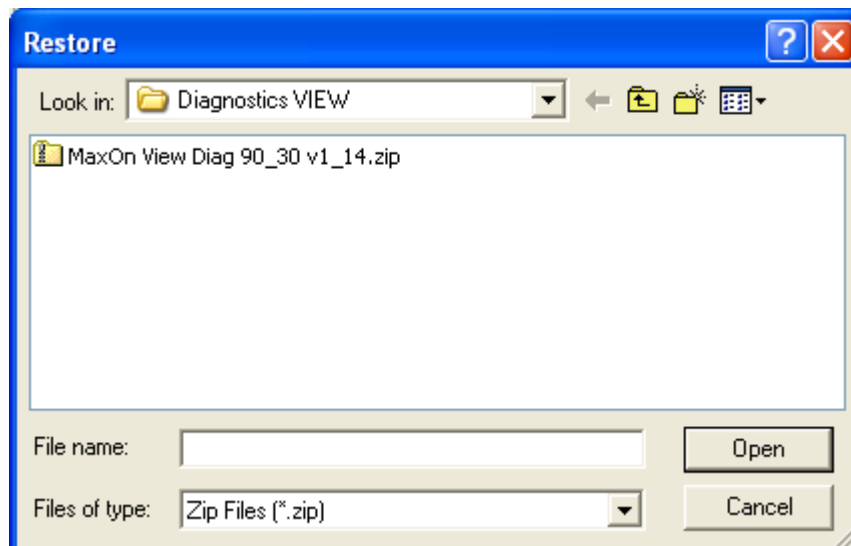 Restore
Look in: Diagnostics VIEW
MaxOn View Diag 90_30 v1_14.zip
File name: Open
Files of type: Zip Files (*.zip) Cancel